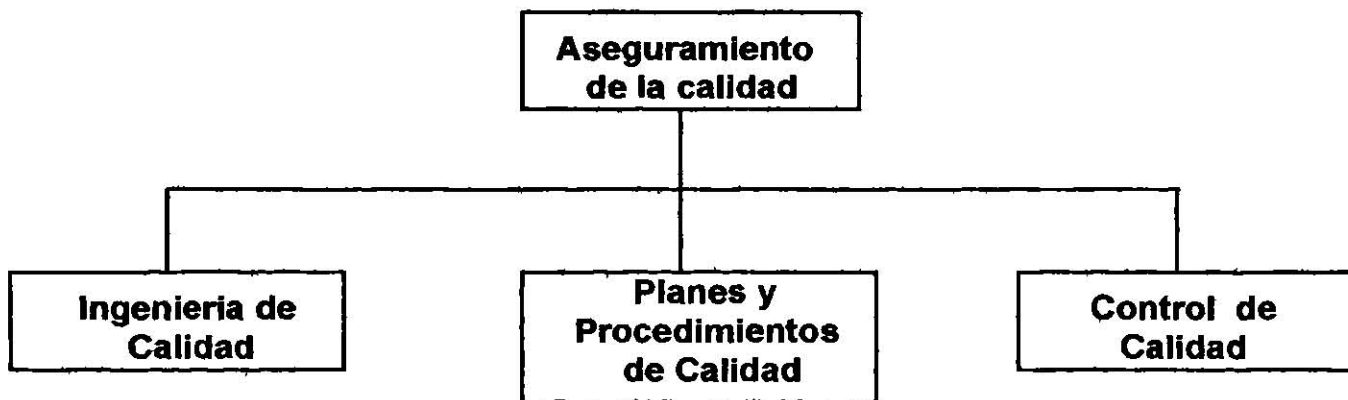 Aseguramiento
de la calidad
Ingenieria de
Calidad
Planes y
Procedimientos
de Calidad
Control de
Calidad